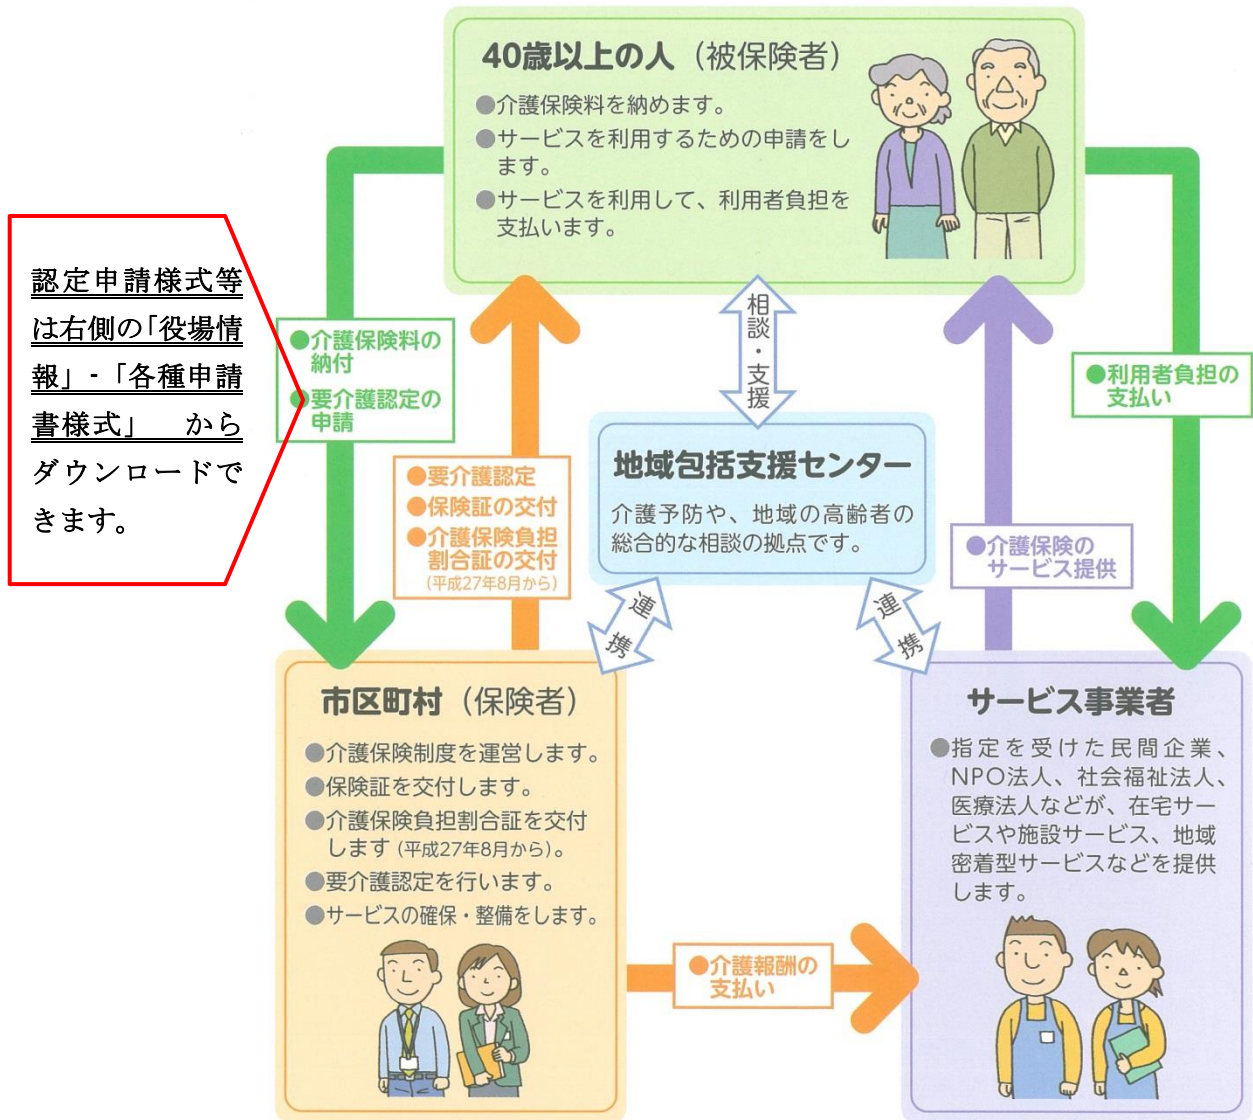 40歳以上の人（被保険者）
●介護保険料を納めます。
●サービスを利用するための申請をし
ます。
●サービスを利用して、利用者負担を
支払います。
認定申請様式等
は右側の「役場情
報」-「各種申請
書様式」　から
ダウンロードで
きます。
●介護保険料の
納付
●要介護認定の
申請
●要介護認定
●保険証の交付
●介護保険負担
割合証の交付
(平成27年8月から)
相談・支援
地域包括支援センター
介護予防や、地域の高齢者の
総合的な相談の拠点です。
●介護保険の
サービス提供
●利用者負担の
支払い
連携
連携
市区町村（保険者）
●介護保険制度を運営します。
●保険証を交付します。
●介護保険負担割合証を交付
します (平成27年8月から)。
●要介護認定を行います。
●サービスの確保・整備をします。
●介護報酬の
支払い
サービス事業者
●指定を受けた民間企業、
NPO法人、社会福祉法人、
医療法人などが、在宅サー
ビスや施設サービス、地域
密着型サービスなどを提供
します。